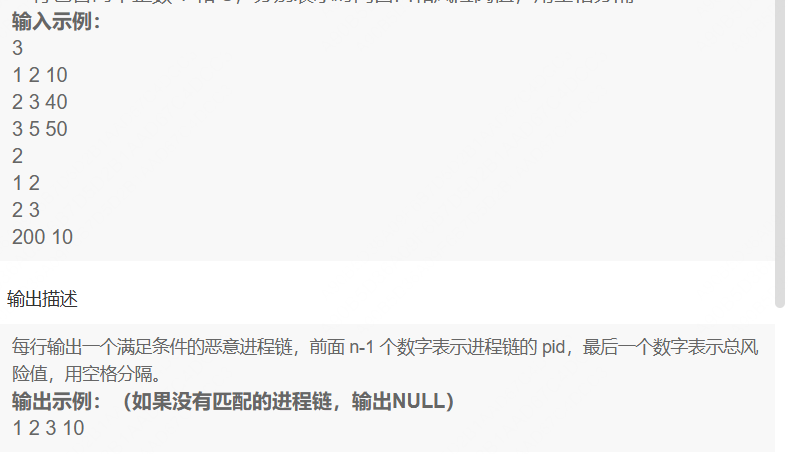 输入示例：
3
1 2 10
2 3 40
3 5 50
2
1 2
2 3
200 10
输出描述
每行输出一个满足条件的恶意进程链，前面 n-1 个数字表示进程链的 pid，最后一个数字表示总风
险值，用空格分隔。
输出示例：（如果没有匹配的进程链，输出NULL）
1 2 3 10